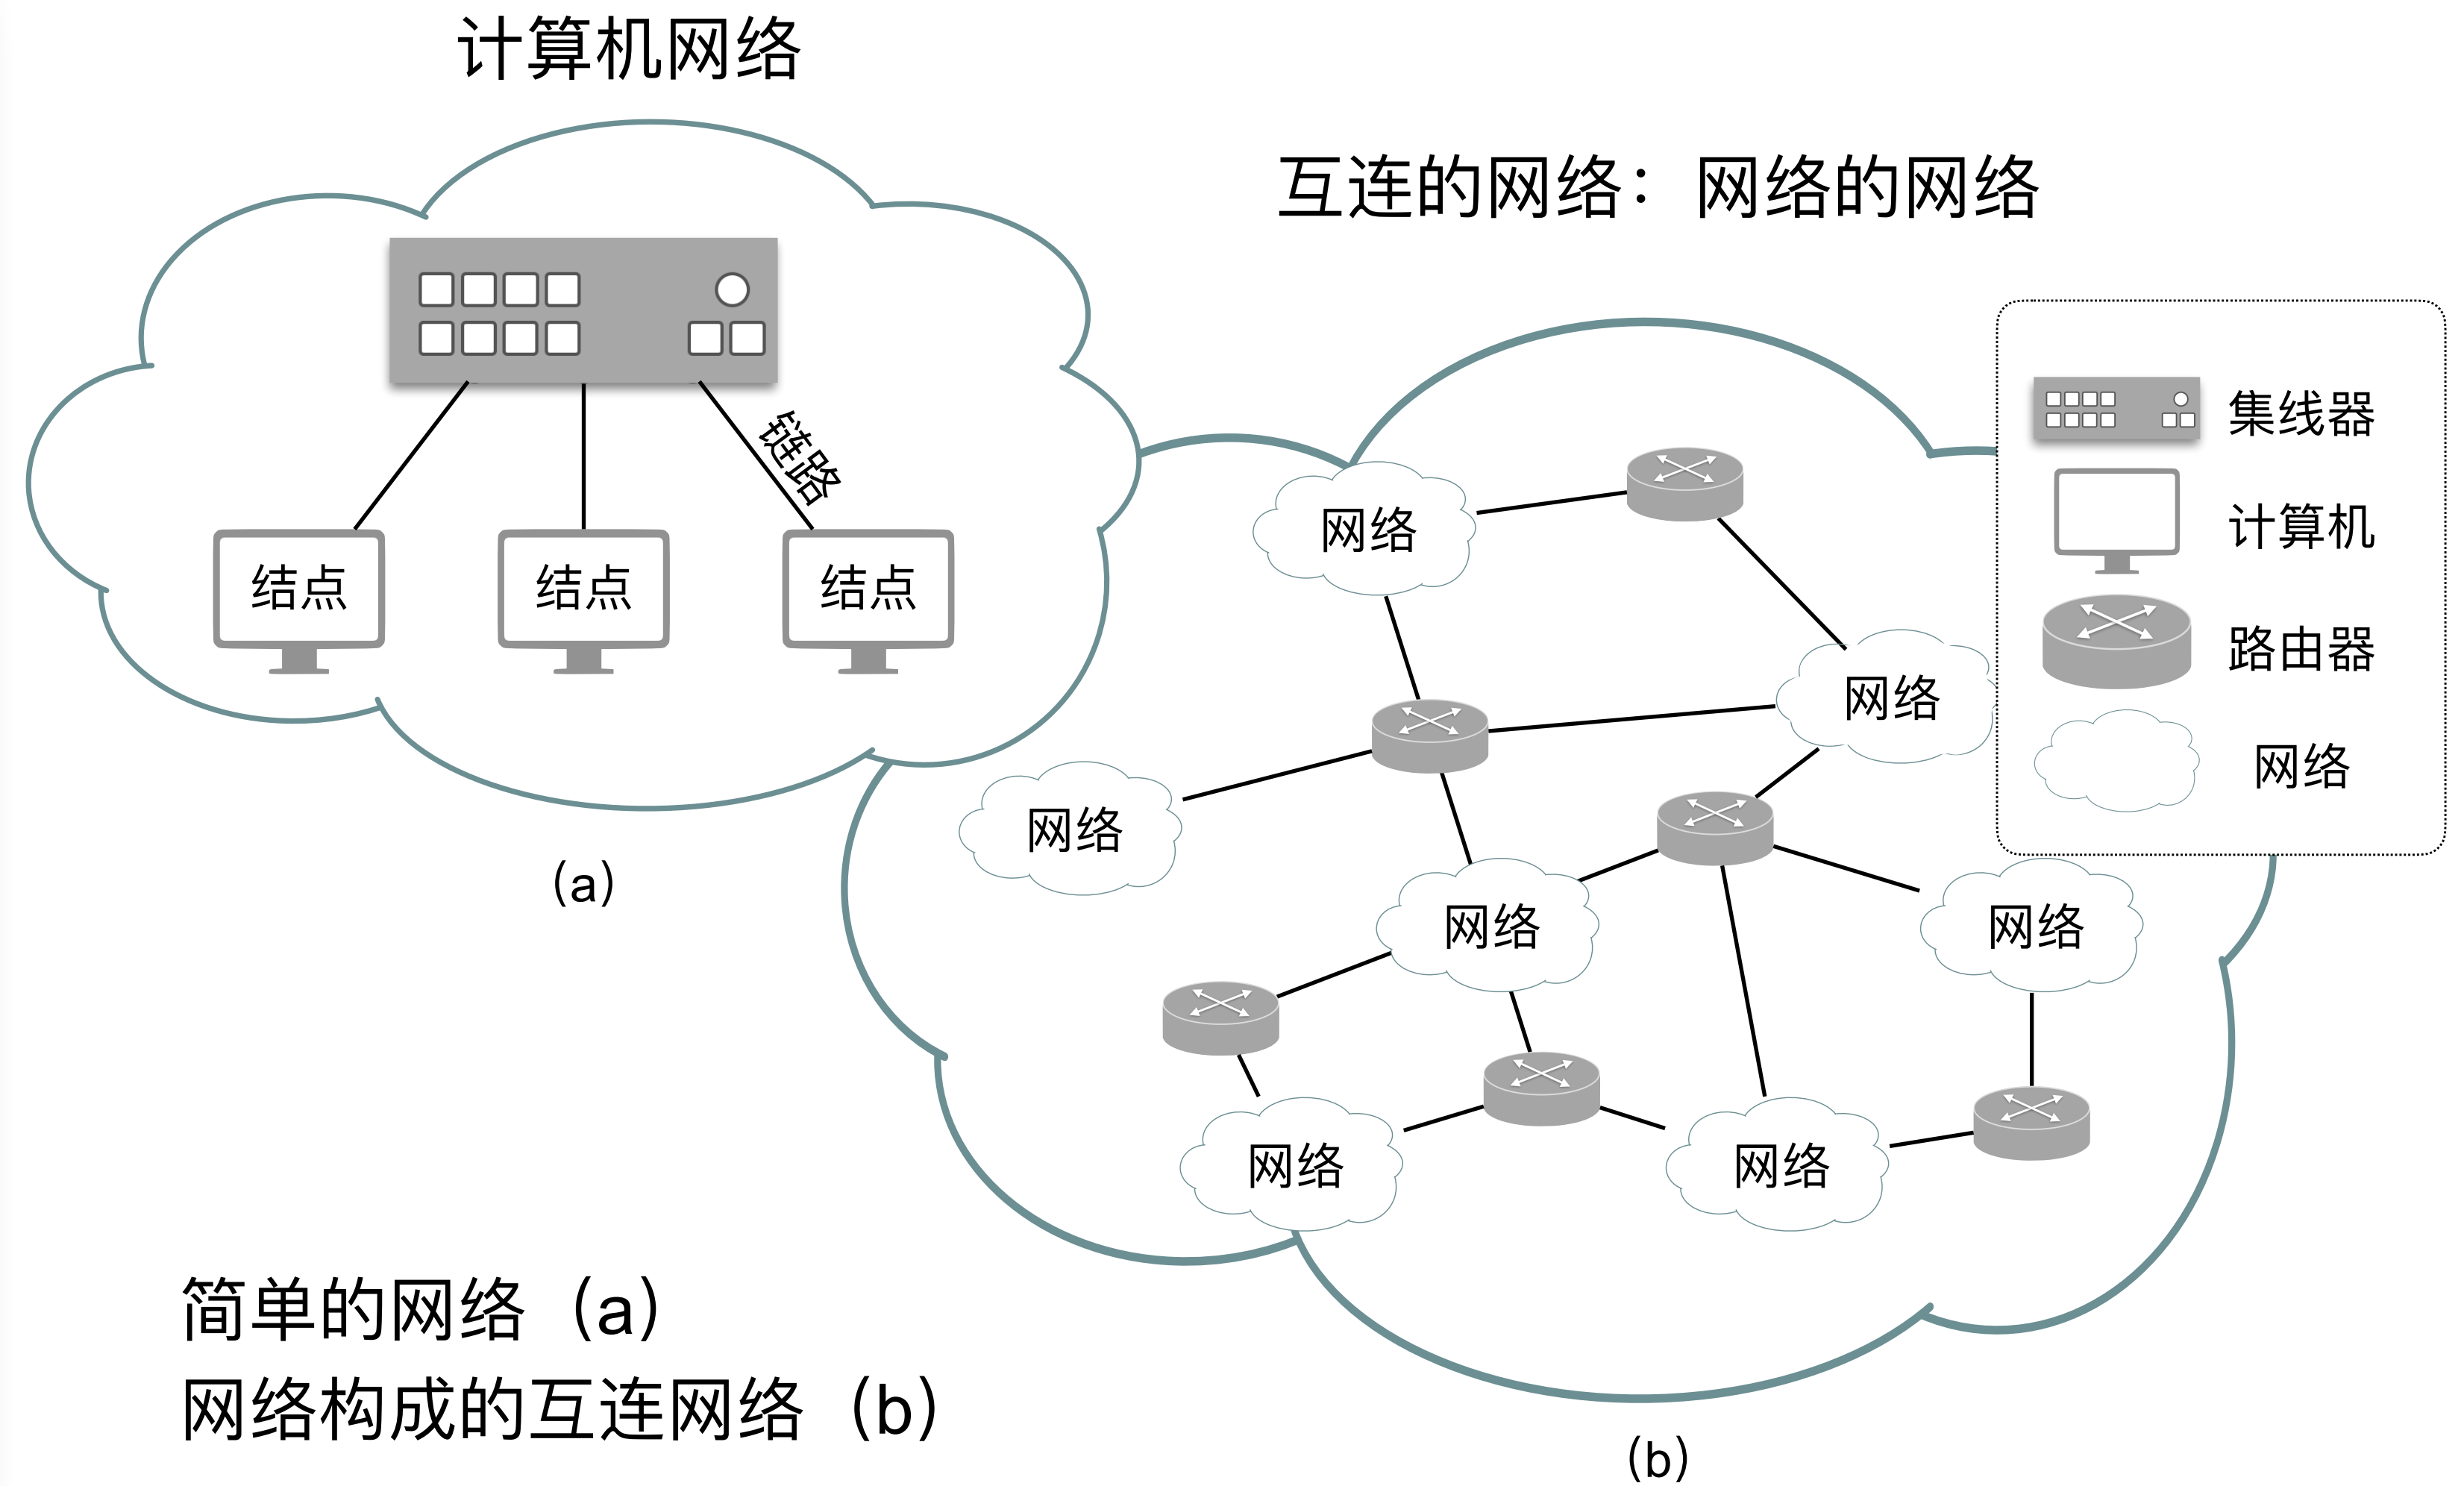 计算机网络
互连的网络：网络的网络
链路
结点
结点
结点
(a)
集线器
计算机
路由器
网络
网络
网络
网络
网络
网络
网络
网络
简单的网络（a）
网络构成的互连网络（b）
(b)